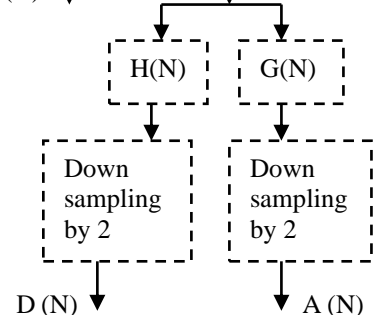 H(N) G(N)
Down Down
sampling sampling
by 2 by 2
D (N) A (N)